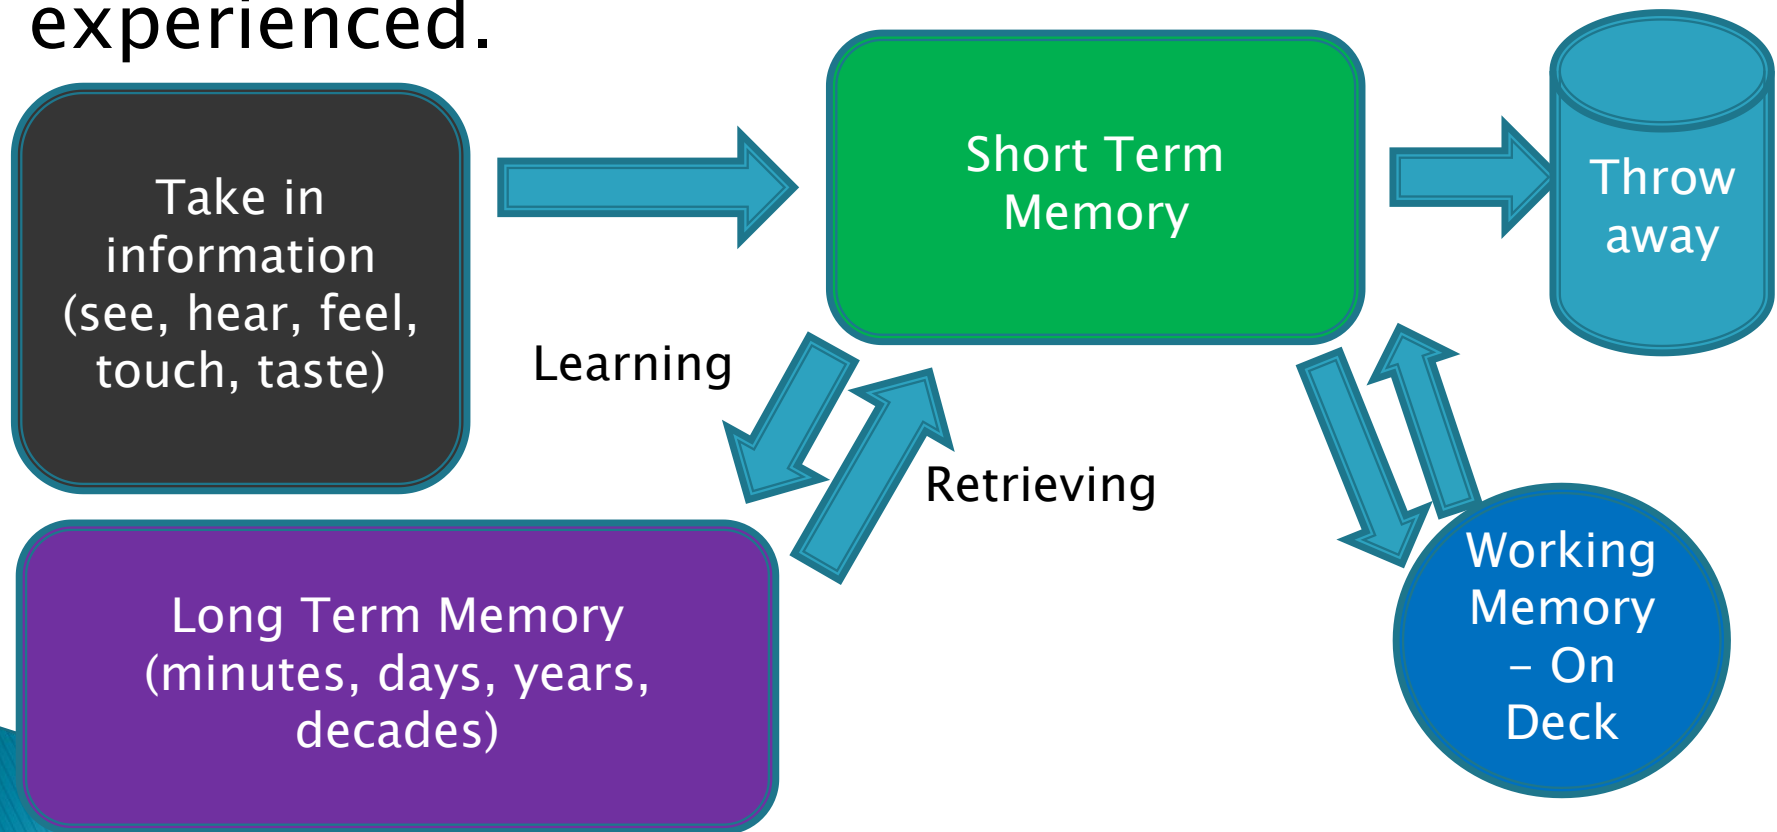 experienced.
Take in
information
(see, hear, feel,
touch, taste)
Short Term
Memory
Throw
away
Learning
Retrieving
Long Term Memory
(minutes, days, years,
decades)
Working
Memory
– On
Deck